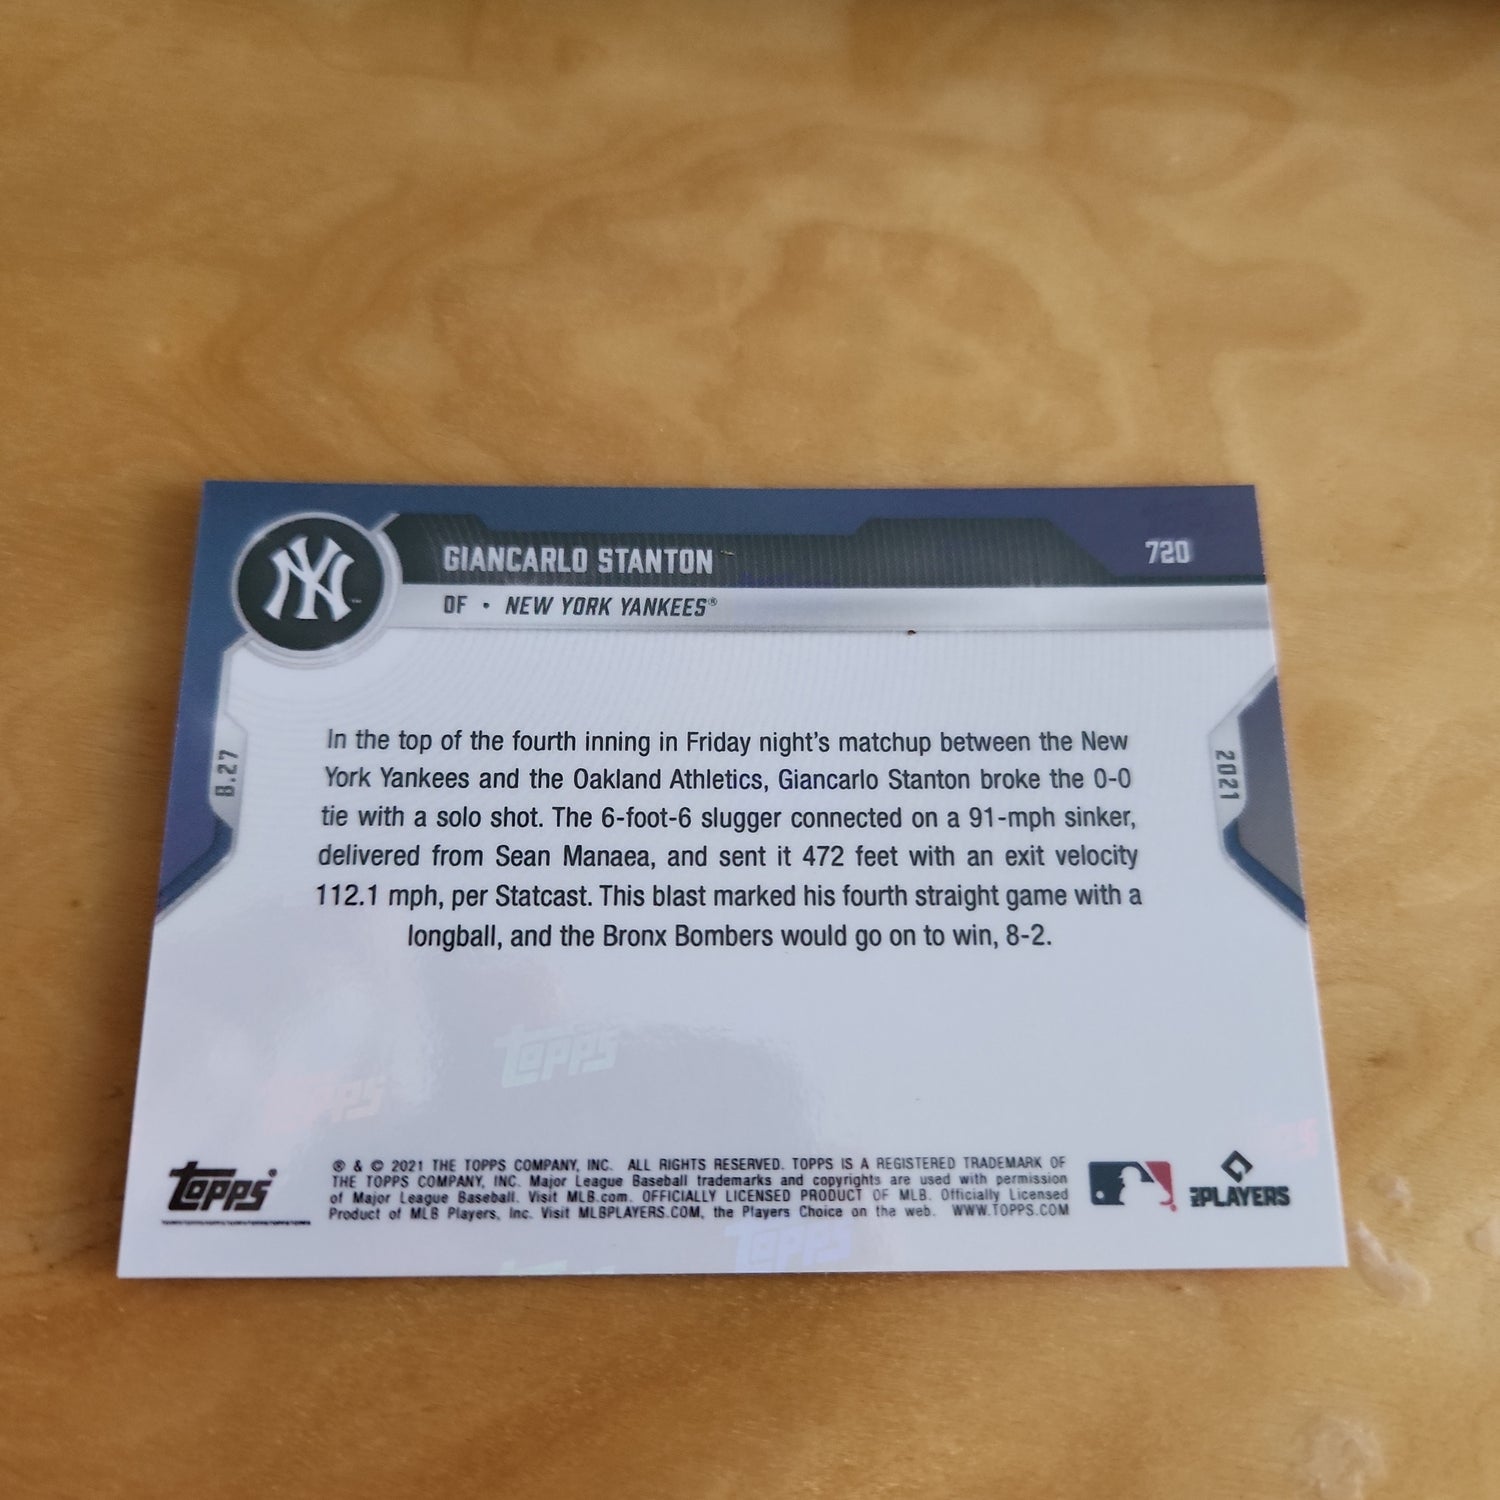 NY
GIANCARLO STANTON
720
OF • NEW YORK YANKEES®
8.27
2021
In the top of the fourth inning in Friday night's matchup between the New
York Yankees and the Oakland Athletics, Giancarlo Stanton broke the 0-0
tie with a solo shot. The 6-foot-6 slugger connected on a 91-mph sinker,
delivered from Sean Manaea, and sent it 472 feet with an exit velocity
112.1 mph, per Statcast. This blast marked his fourth straight game with a
longball, and the Bronx Bombers would go on to win, 8-2.
Topps
Topps
Topps®
® & © 2021 THE TOPPS COMPANY, INC. ALL RIGHTS RESERVED. TOPPS IS A REGISTERED TRADEMARK OF
THE TOPPS COMPANY, INC. Major League Baseball trademarks and copyrights are used with permission
of Major League Baseball. Visit MLB.com. OFFICIALLY LICENSED PRODUCT OF MLB. Officially Licensed
Product of MLB Players, Inc. Visit MLBPLAYERS.COM, the Players Choice on the web. WWW.TOPPS.COM
PLAYERS
Topps